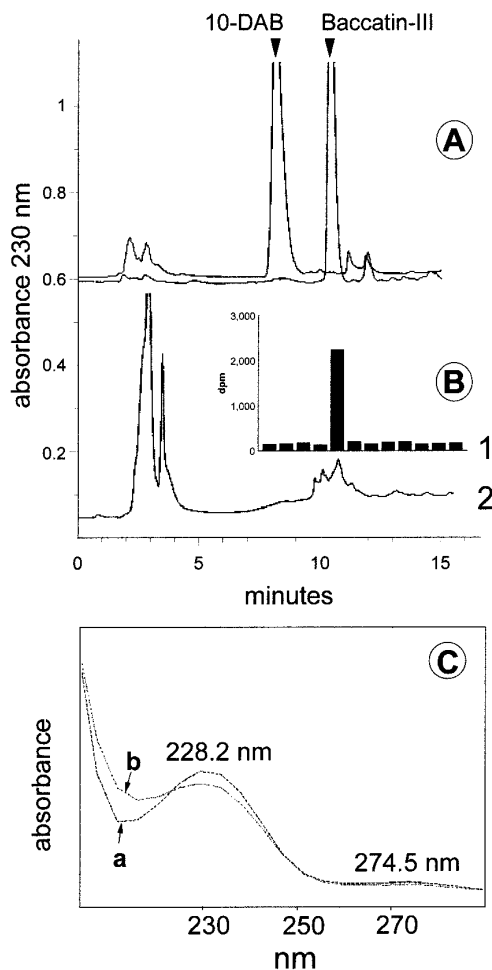 10-DAB Baccatin-III
A
absorbance 230 nm
1
0.8
0.6
0.4
0.2
B
dpm
3,000
2,000
1,000
0
1
2
0 5 10 15
minutes
C
absorbance
b
a
228.2 nm
274.5 nm
230 250 270
nm